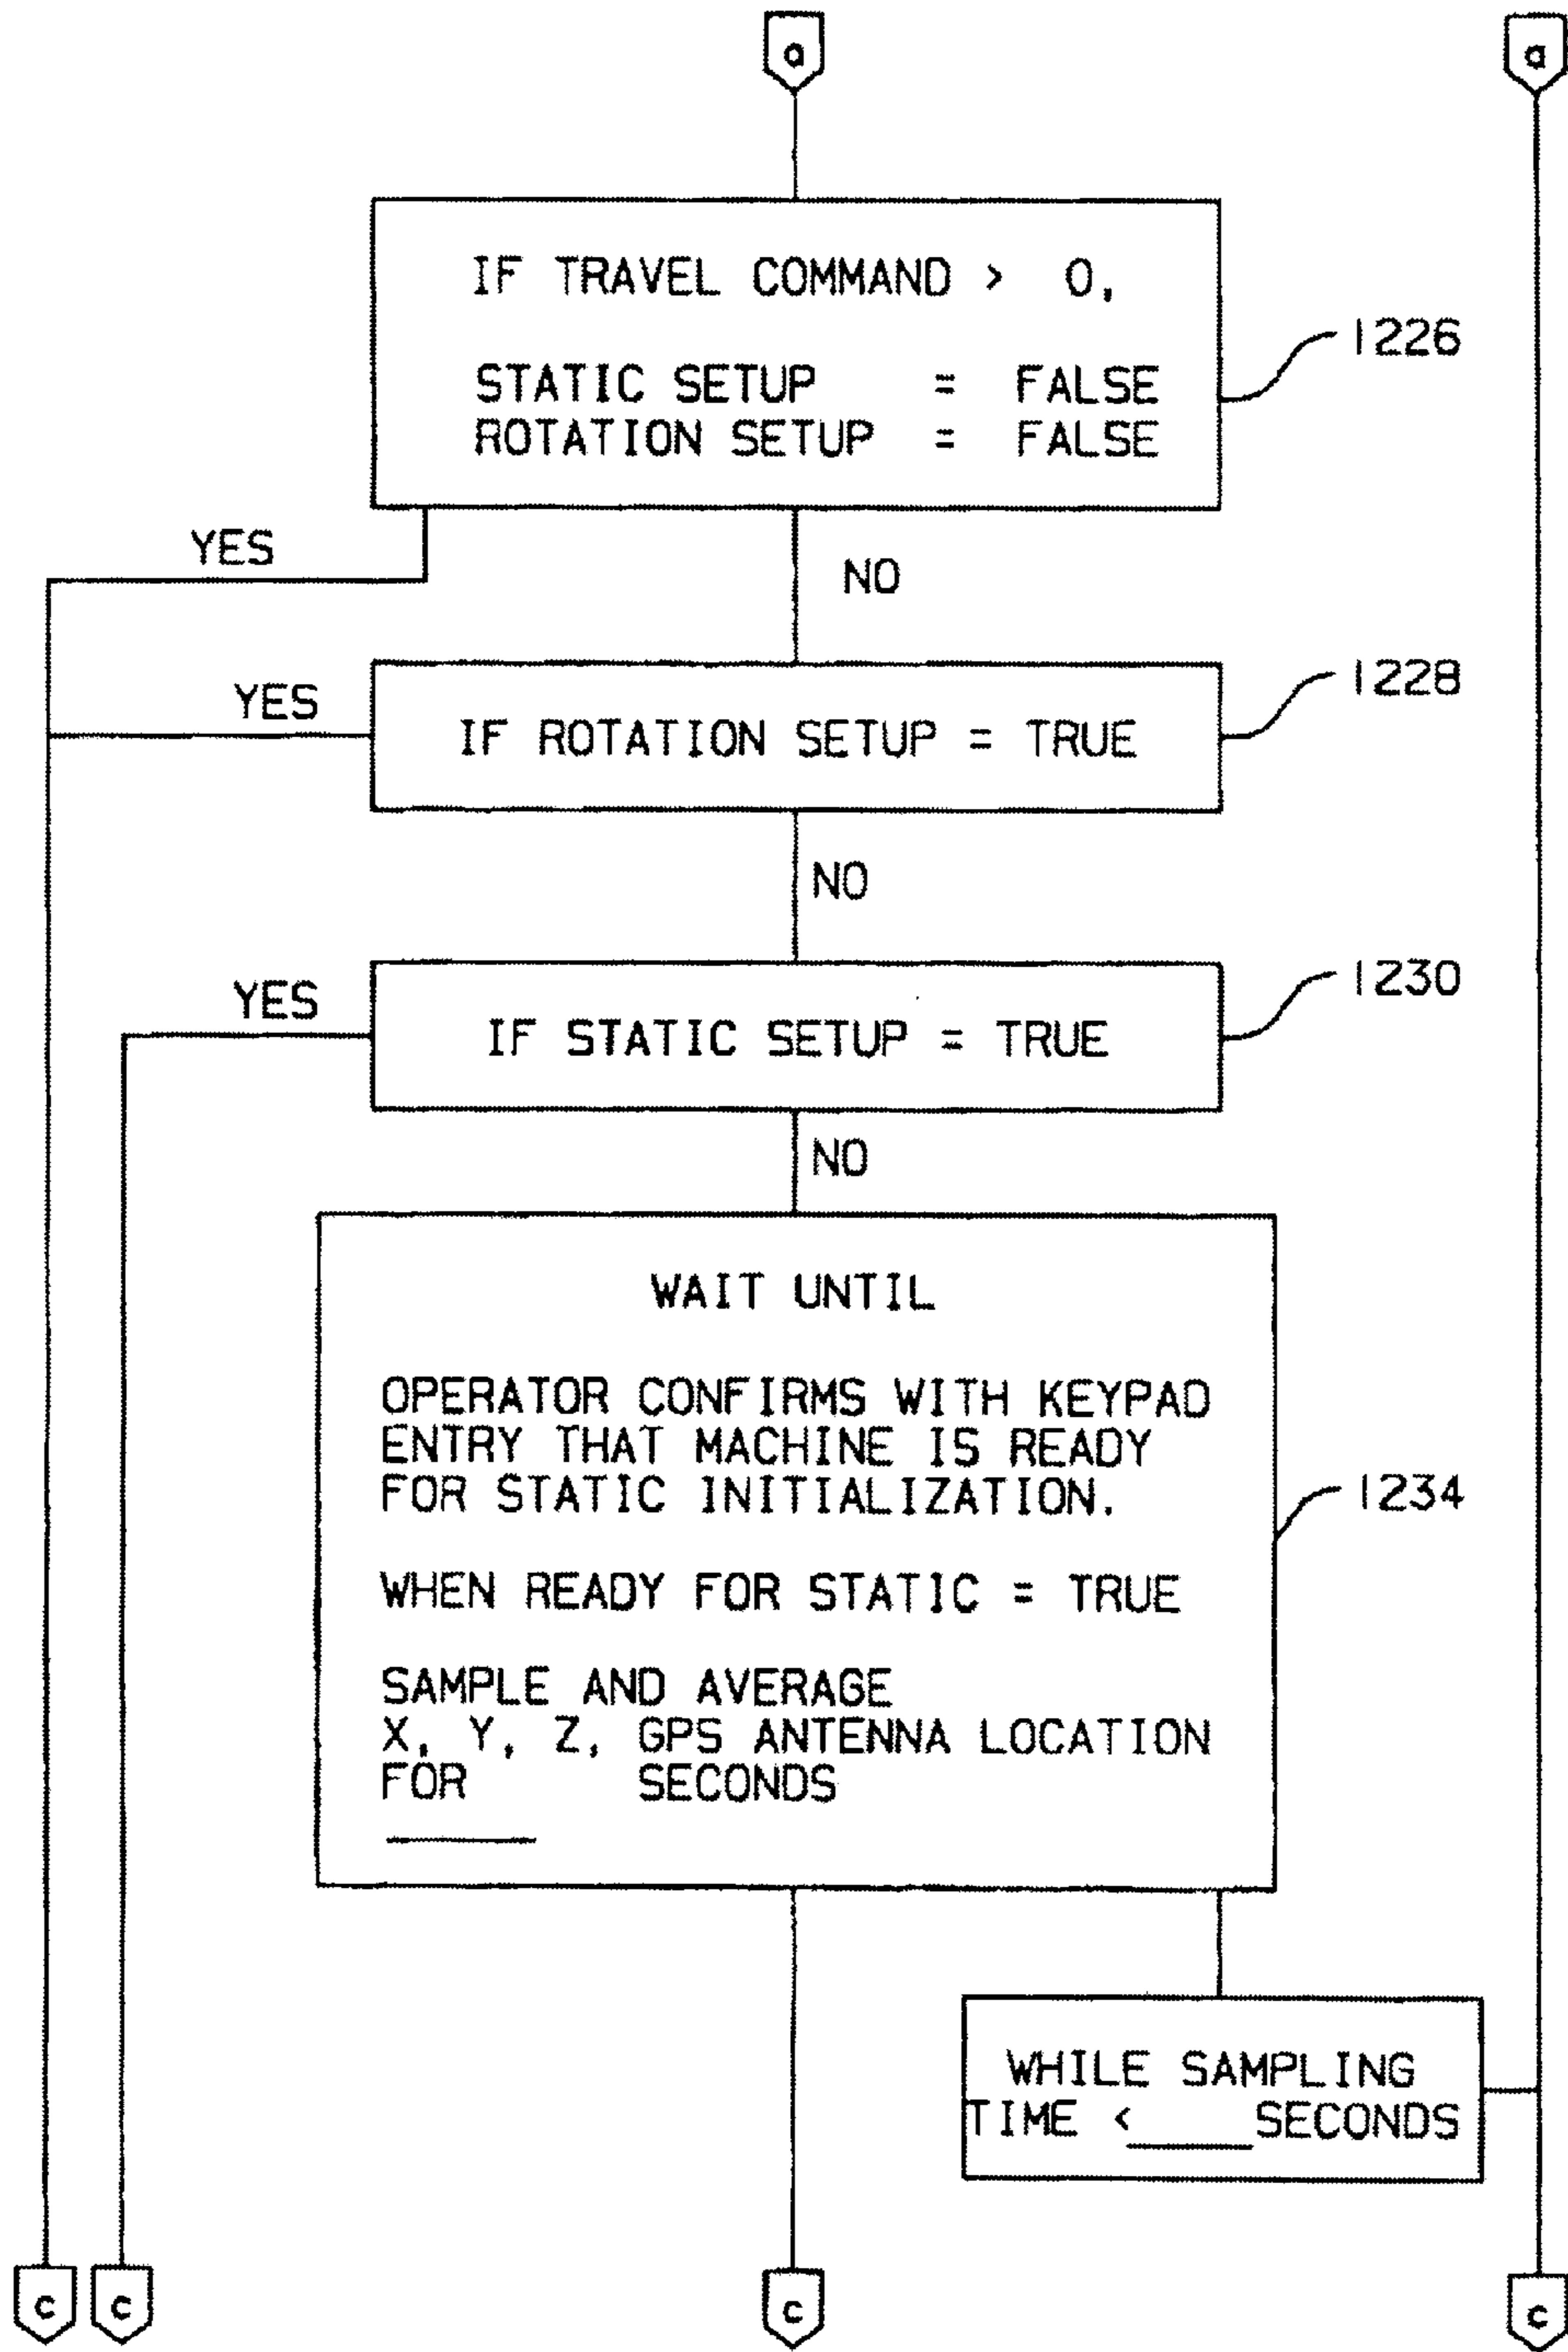 a
a
IF TRAVEL COMMAND > 0,
STATIC SETUP = FALSE
ROTATION SETUP = FALSE
1226
YES
NO
YES
IF ROTATION SETUP = TRUE
1228
NO
YES
IF STATIC SETUP = TRUE
1230
NO
WAIT UNTIL
OPERATOR CONFIRMS WITH KEYPAD
ENTRY THAT MACHINE IS READY
FOR STATIC INITIALIZATION.
WHEN READY FOR STATIC = TRUE
SAMPLE AND AVERAGE
X, Y, Z, GPS ANTENNA LOCATION
FOR SECONDS
1234
WHILE SAMPLING
TIME <_____SECONDS
c
c
c
c